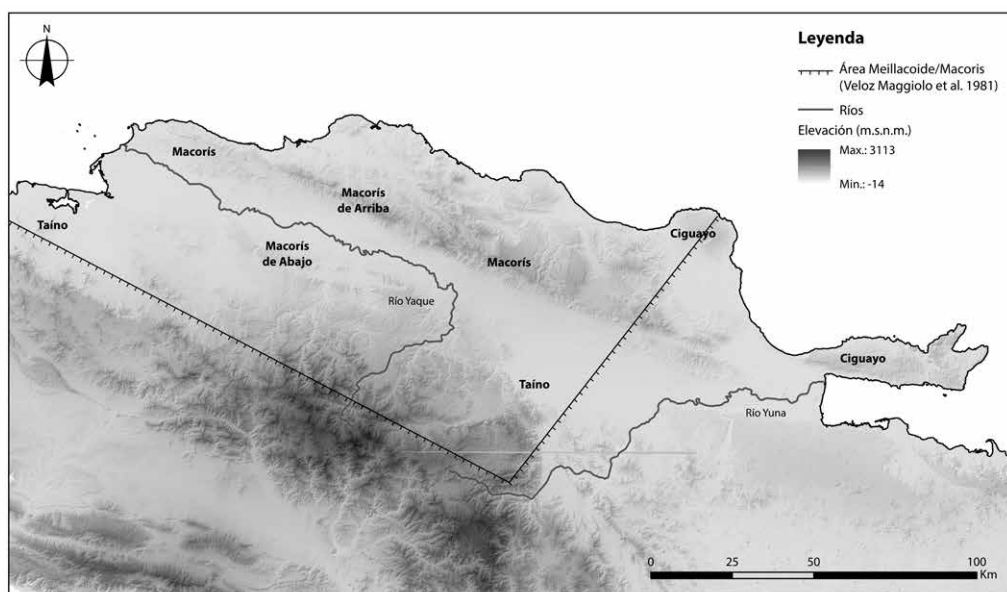 N
Leyenda
Área Meillacoide/Macoris
(Veloz Maggiolo et al. 1981)
Ríos
Elevación (m.s.n.m.)
Max.: 3113
Min.: -14
Macorís
Macorís
de Arriba
Taíno
Ciguayo
Macorís
de Abajo
Macorís
Río Yaque
Ciguayo
Taíno
Río Yuna
0 25 50 100
Km